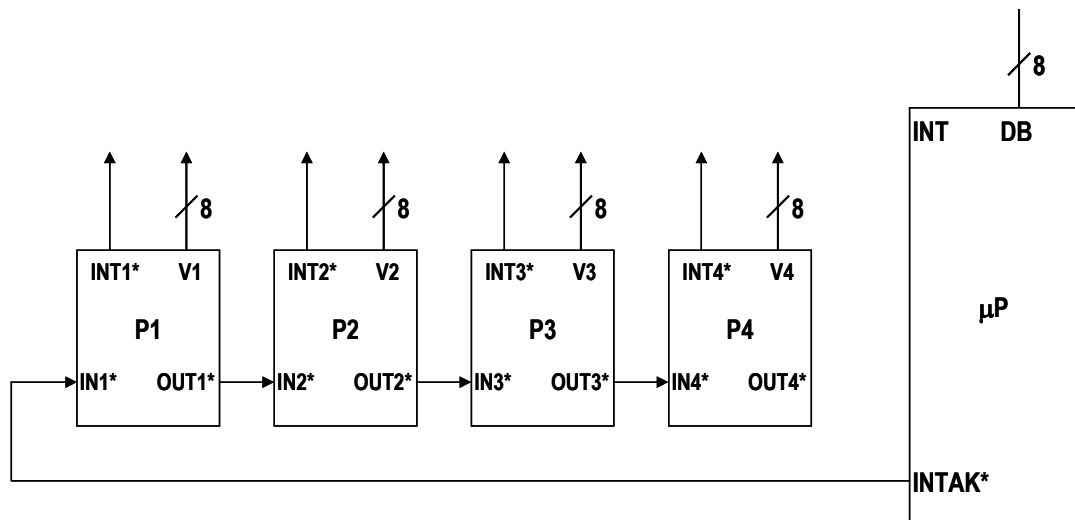 8
INT DB
8 8 8 8
INT1* V1 INT2* V2 INT3* V3 INT4* V4
P1 P2 P3 P4 μP
IN1* OUT1* IN2* OUT2* IN3* OUT3* IN4* OUT4*
INTAK*